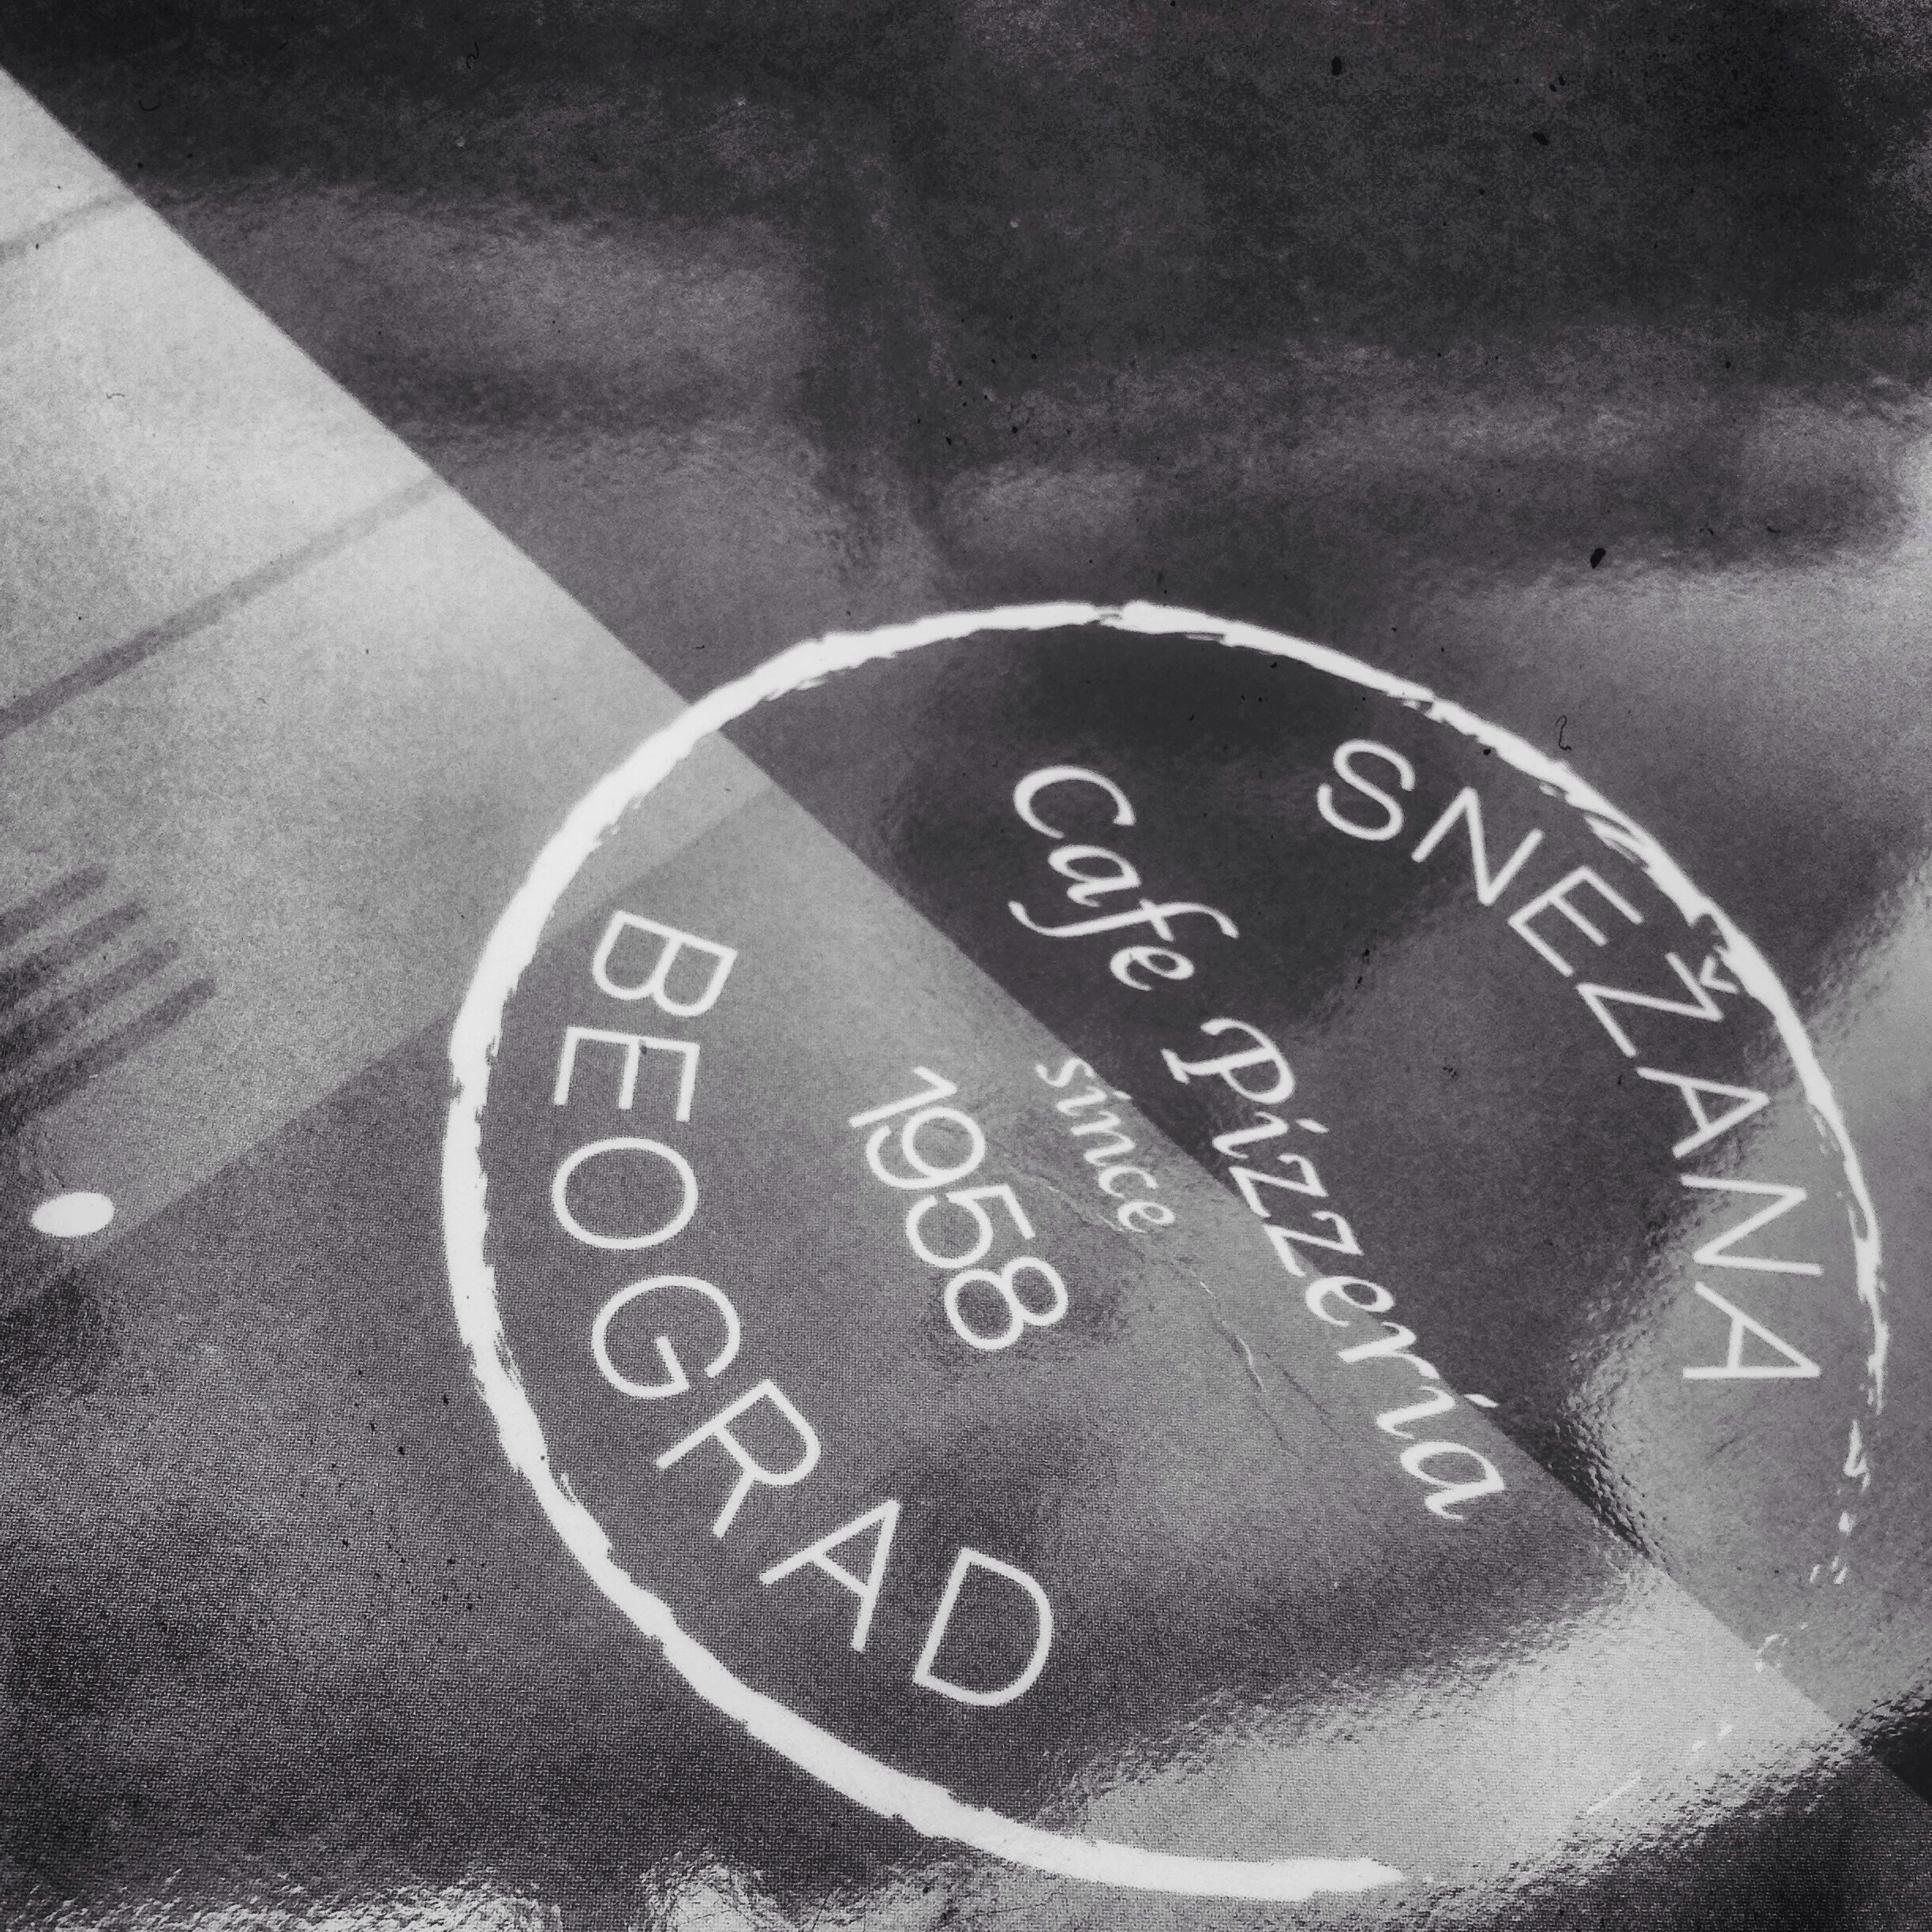 SNEŽANA
Cafe Pizzeria
since
1958
BEOGRAD